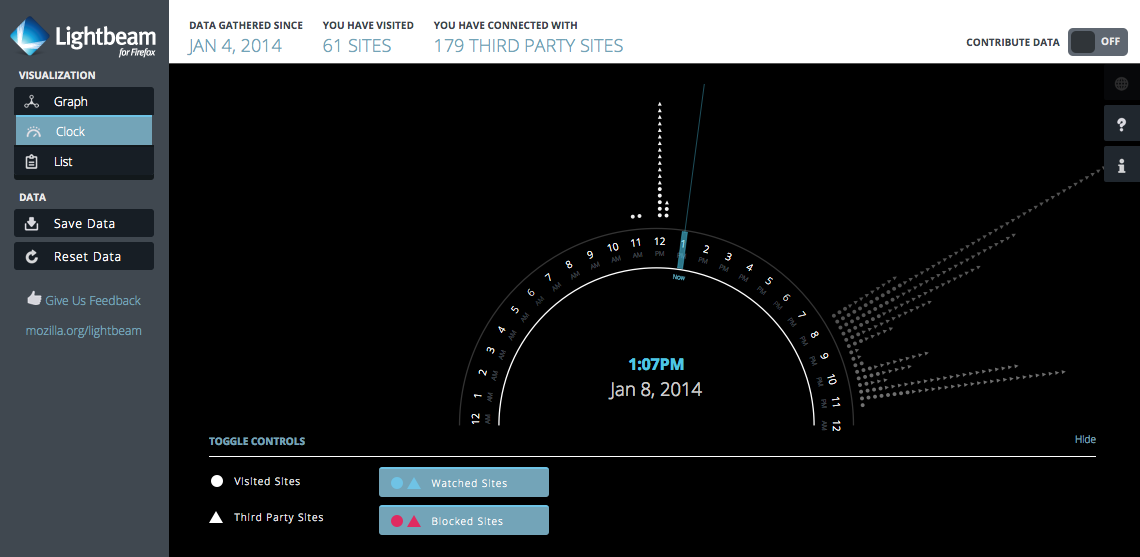 Lightbeam
for Firefox
DATA GATHERED SINCE
JAN 4, 2014
YOU HAVE VISITED
61 SITES
YOU HAVE CONNECTED WITH
179 THIRD PARTY SITES
CONTRIBUTE DATA
OFF
VISUALIZATION
Graph
Clock
List
DATA
Save Data
Reset Data
Give Us Feedback
mozilla.org/lightbeam
12 AM
1 AM
2 AM
3 AM
4 AM
5 AM
6 AM
7 AM
8 AM
9 AM
10 AM
11 AM
12 PM
1 PM
2 PM
3 PM
4 PM
5 PM
6 PM
7 PM
8 PM
9 PM
10 PM
11 PM
12 AM
NOW
1:07PM
Jan 8, 2014
TOGGLE CONTROLS
Hide
Visited Sites
Watched Sites
Third Party Sites
Blocked Sites